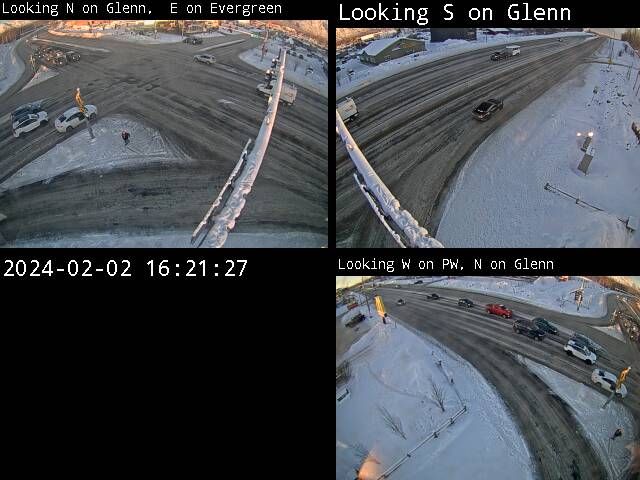 Looking N on Glenn,  E on Evergreen
Looking S on Glenn
2024-02-02 16:21:27
Looking W on PW, N on Glenn